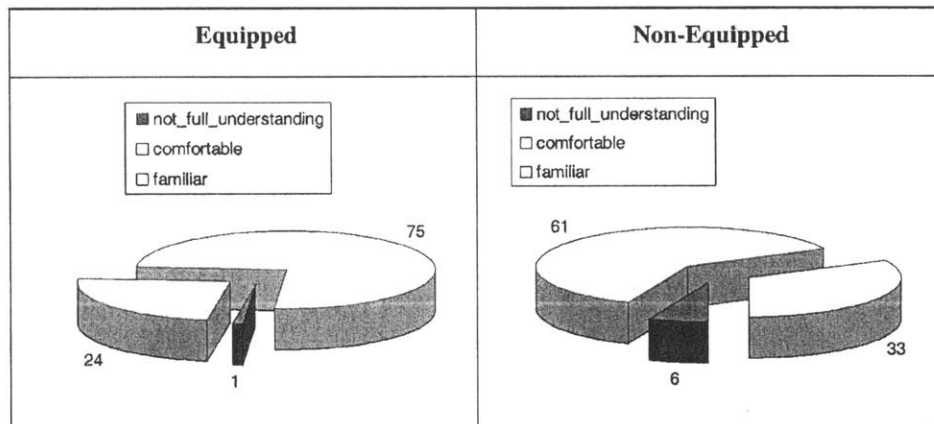 Equipped
Non-Equipped
not_full_understanding
comfortable
familiar
75
24
1
not_full_understanding
comfortable
familiar
61
33
6